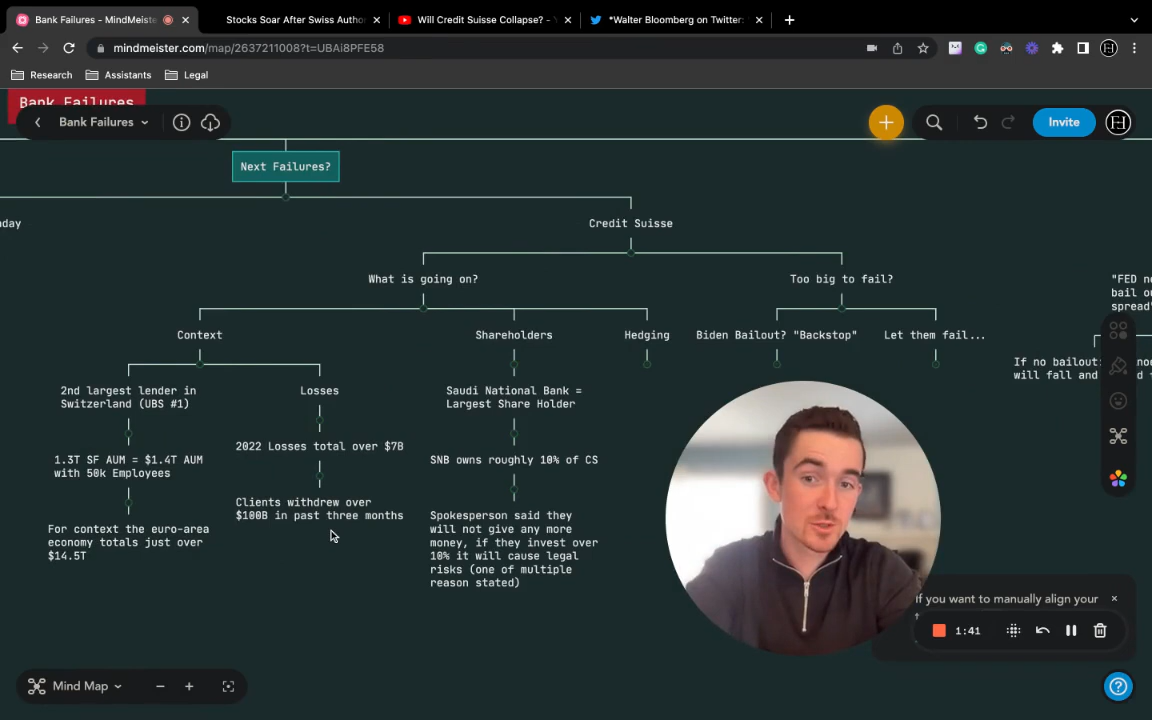 Bank Failures - MindMeiste
Stocks Soar After Swiss Author
Will Credit Suisse Collapse? - Y
*Walter Bloomberg on Twitter:
mindmeister.com/map/2637211008?t=UBAi8PFE58
Research
Assistants
Legal
Bank Failures
Bank Failures
Invite
Next Failures?
nday
Credit Suisse
What is going on?
Too big to fail?
"FED no
bail ou
spread"
Context
Shareholders
Hedging
Biden Bailout? "Backstop"
Let them fail...
If no bailout:
will fall and
2nd largest lender in
Switzerland (UBS #1)
Losses
Saudi National Bank =
Largest Share Holder
2022 Losses total over $7B
1.3T SF AUM = $1.4T AUM
with 50k Employees
SNB owns roughly 10% of CS
Clients withdrew over
$100B in past three months
For context the euro-area
economy totals just over
$14.5T
Spokesperson said they
will not give any more
money, if they invest over
10% it will cause legal
risks (one of multiple
reason stated)
If you want to manually align your
1:41
Mind Map